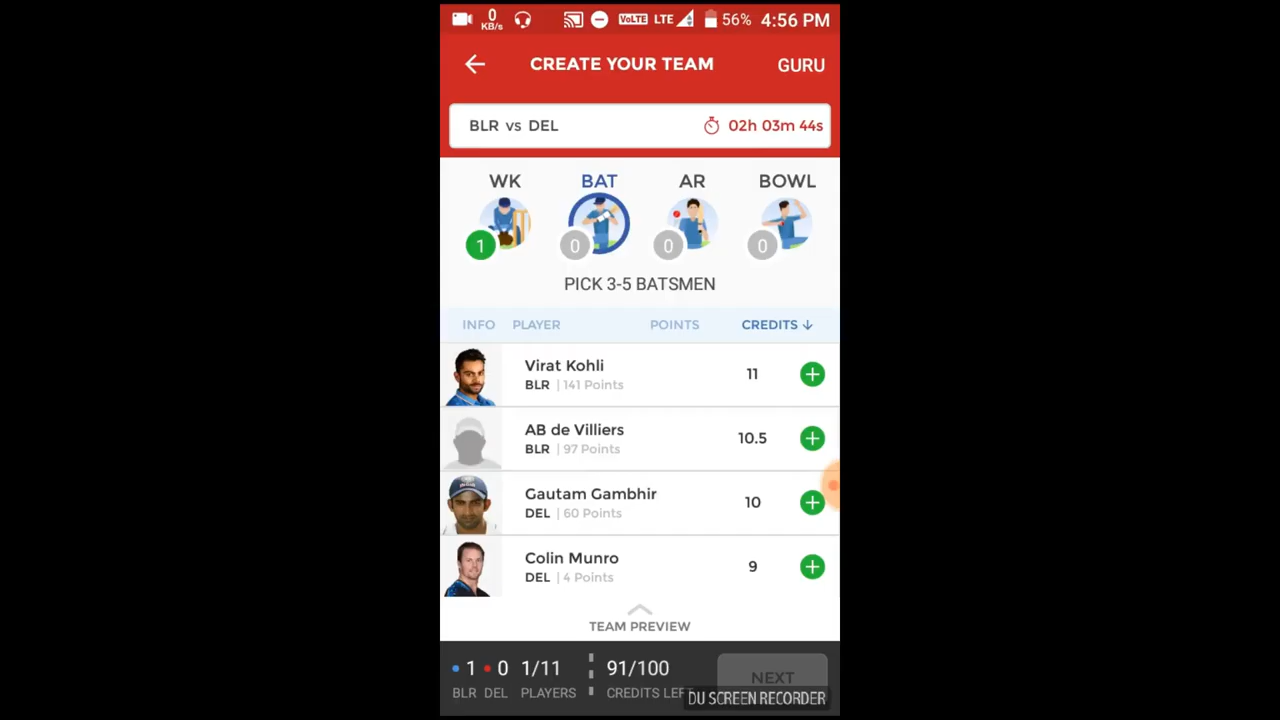 0 KB/s VoLTE LTE 56% 4:56 PM
CREATE YOUR TEAM GURU
BLR vs DEL 02h 03m 44s
WK BAT AR BOWL
1 0 0 0
PICK 3-5 BATSMEN
INFO PLAYER POINTS CREDITS ↓
Virat Kohli
BLR | 141 Points 11
AB de Villiers
BLR | 97 Points 10.5
Gautam Gambhir
DEL | 60 Points 10
Colin Munro
DEL | 4 Points 9
TEAM PREVIEW
1 0 1/11 91/100 NEXT
BLR DEL PLAYERS CREDITS LEFT
DU SCREEN RECORDER